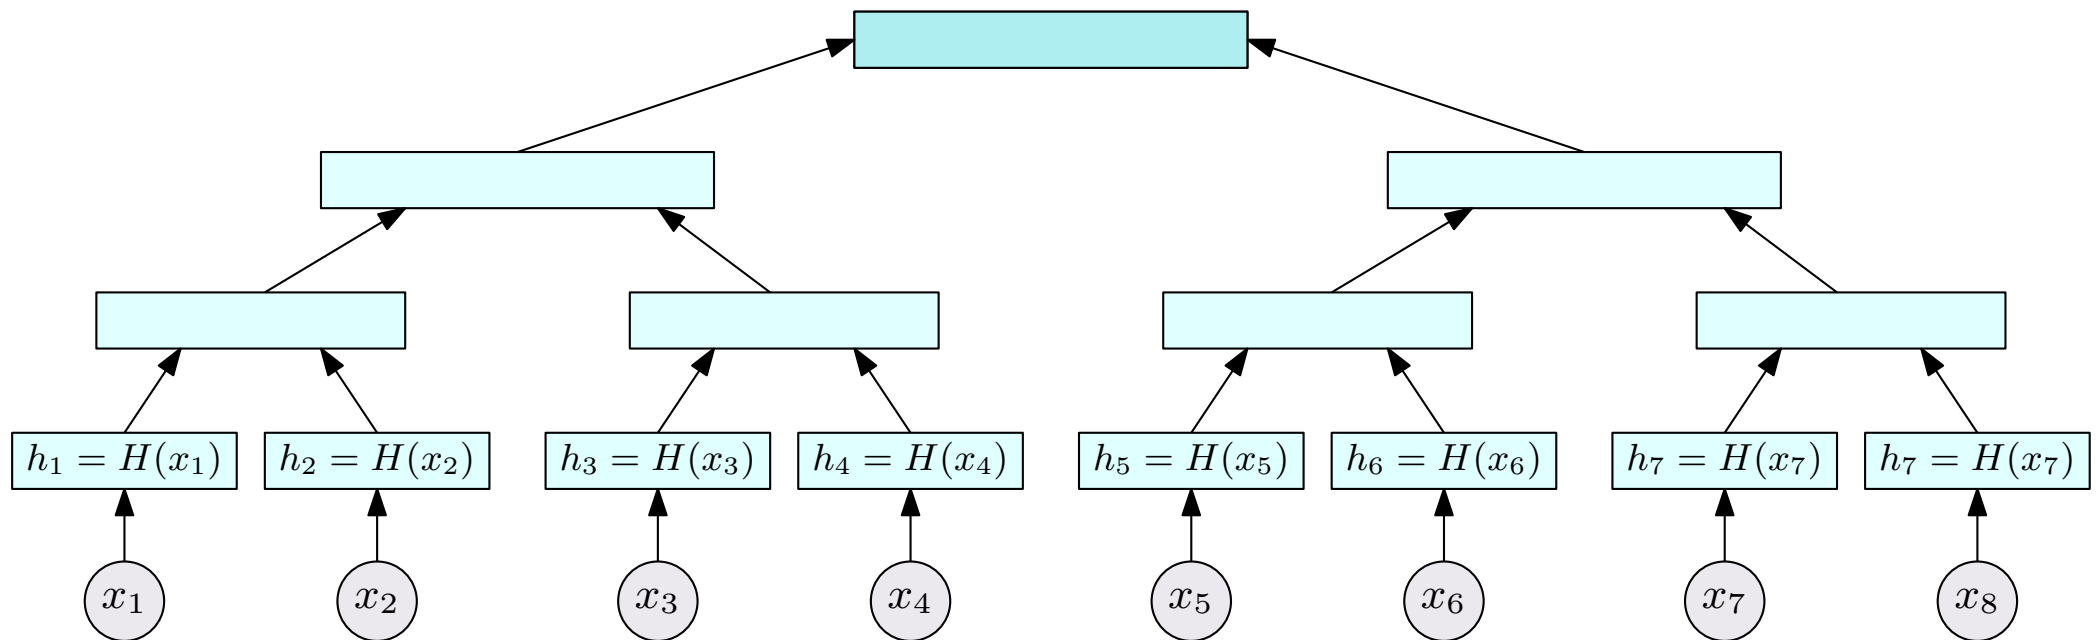 h₁ = H(x₁) h₂ = H(x₂) h₃ = H(x₃) h₄ = H(x₄) h₅ = H(x₅) h₆ = H(x₆) h₇ = H(x₇) h₇ = H(x₇)
x₁ x₂ x₃ x₄ x₅ x₆ x₇ x₈